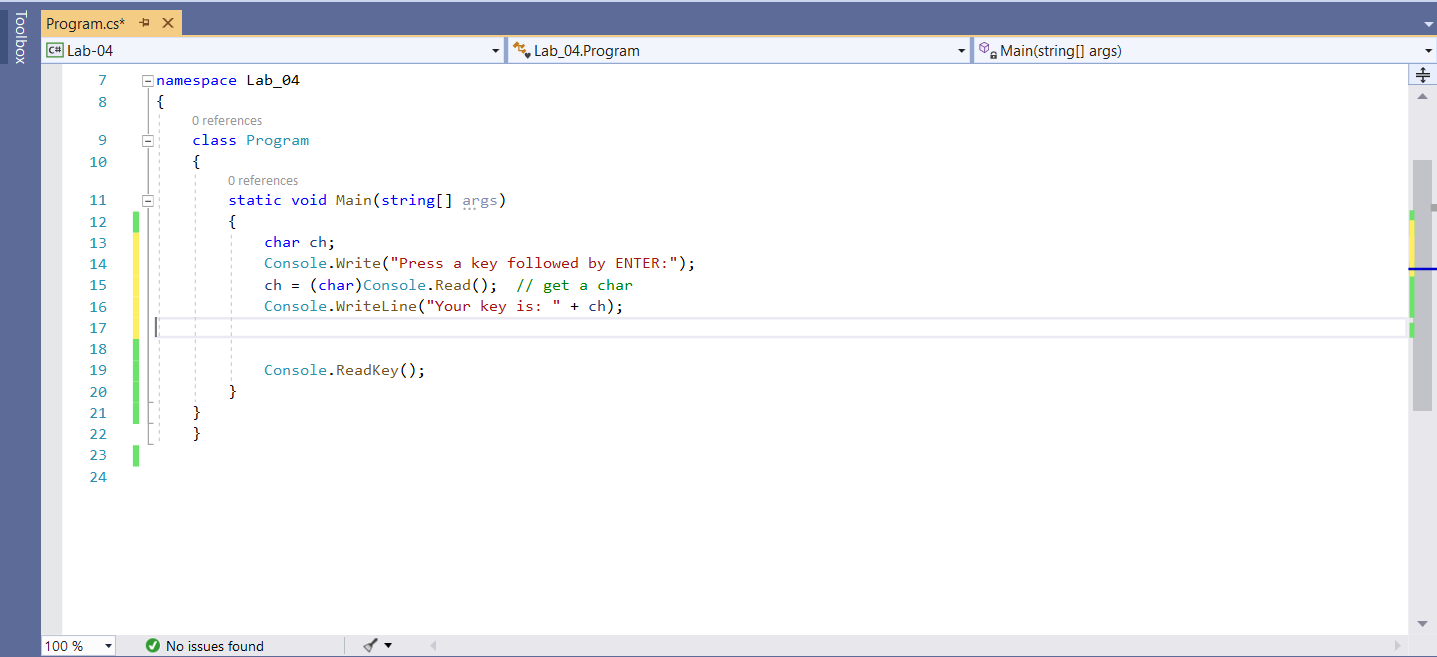 Toolbox
Program.cs*
C# Lab-04
Lab_04.Program
Main(string[] args)
7 namespace Lab_04
8 {
0 references
9 class Program
10 {
0 references
11 static void Main(string[] args)
12 {
13 char ch;
14 Console.Write("Press a key followed by ENTER:");
15 ch = (char)Console.Read();  // get a char
16 Console.WriteLine("Your key is: " + ch);
17
18
19 Console.ReadKey();
20 }
21 }
22 }
23
24
100 %
No issues found